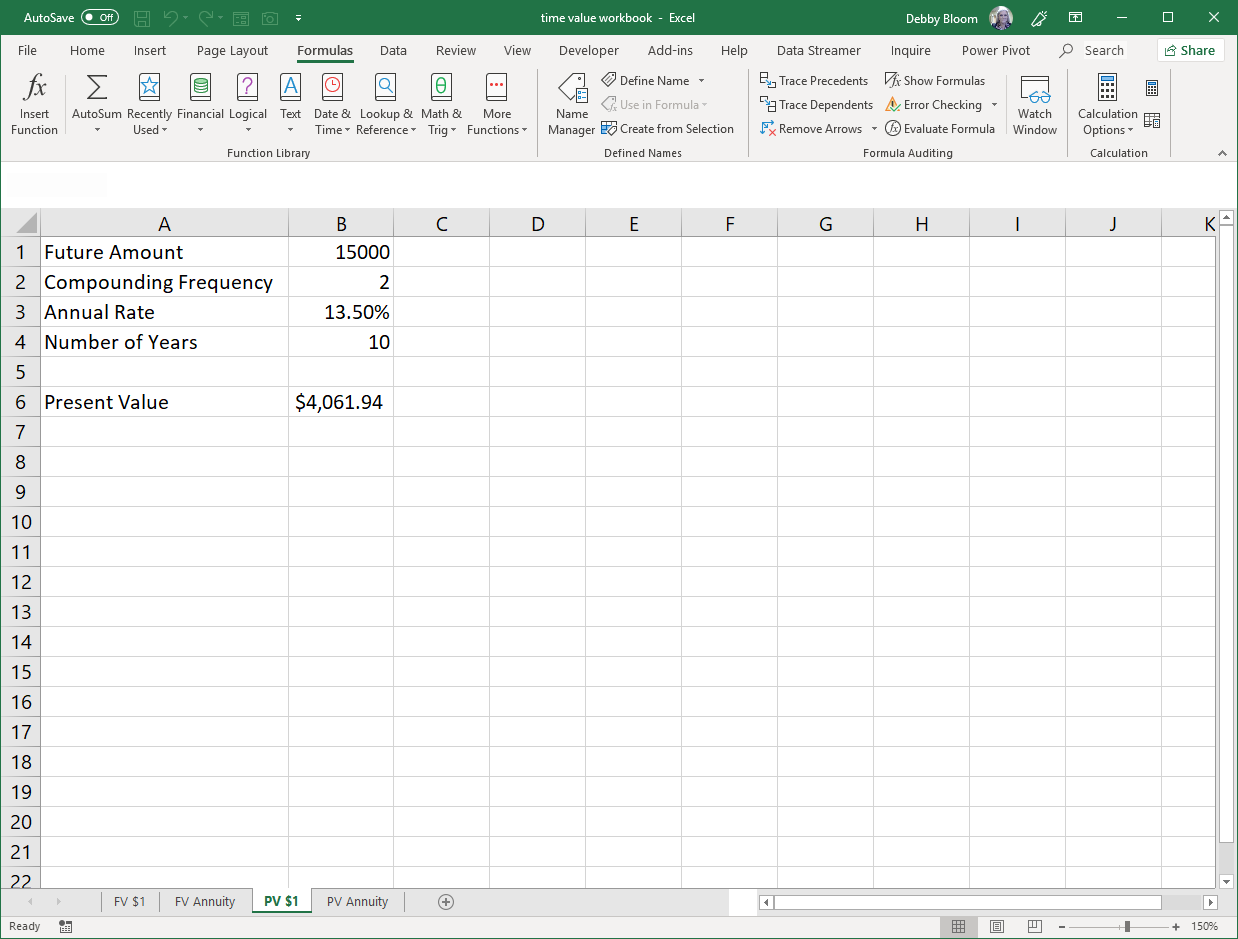 AutoSave Off time value workbook - Excel Debby Bloom
File Home Insert Page Layout Formulas Data Review View Developer Add-ins Help Data Streamer Inquire Power Pivot Search Share
fx Insert Function
Σ AutoSum
Recently Used
Financial
? Logical
A Text
Date & Time
Lookup & Reference
θ Math & Trig
More Functions
Function Library
Name Manager
Define Name
Use in Formula
Create from Selection
Defined Names
Trace Precedents
Trace Dependents
Remove Arrows
Show Formulas
Error Checking
Evaluate Formula
Formula Auditing
Watch Window
Calculation Options
Calculation
A B C D E F G H I J K
1 Future Amount 15000
2 Compounding Frequency 2
3 Annual Rate 13.50%
4 Number of Years 10
5
6 Present Value $4,061.94
7
8
9
10
11
12
13
14
15
16
17
18
19
20
21
22
FV $1 FV Annuity PV $1 PV Annuity
Ready 150%